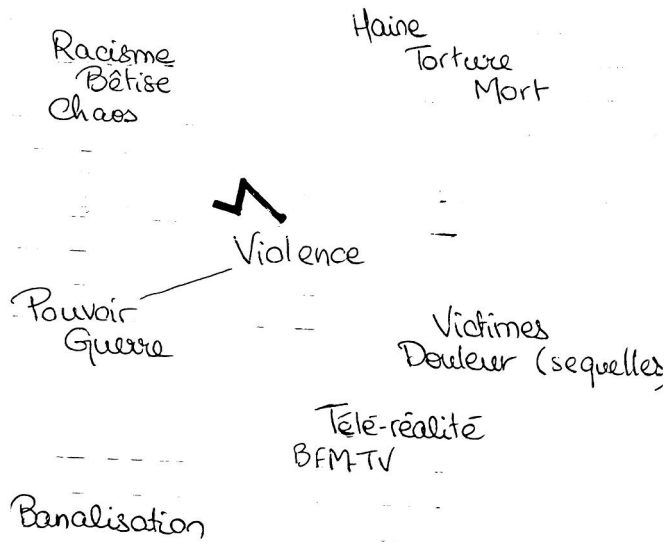 Racisme
Bêtise
Chaos
Haine
Torture
Mort
Violence
Pouvoir
Guerre
Victimes
Douleur (sequelles)
Télé-réalité
BFM-TV
Banalisation